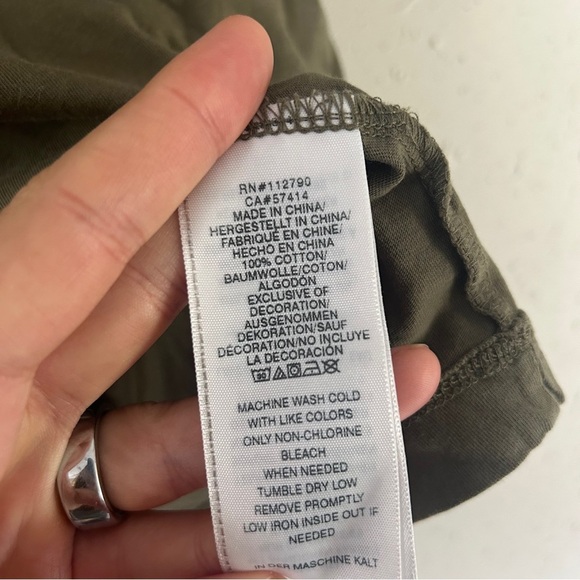 RN#112790
CA#57414
MADE IN CHINA/
HERGESTELLT IN CHINA/
FABRIQUÉ EN CHINE/
HECHO EN CHINA
100% COTTON/
BAUMWOLLE/COTON/
ALGODÓN
EXCLUSIVE OF
DECORATION/
AUSGENOMMEN
DEKORATION/SAUF
DÉCORATION/NO INCLUYE
LA DECORACIÓN
MACHINE WASH COLD
WITH LIKE COLORS
ONLY NON-CHLORINE
BLEACH
WHEN NEEDED
TUMBLE DRY LOW
REMOVE PROMPTLY
LOW IRON INSIDE OUT IF
NEEDED
IN DER MASCHINE KALT